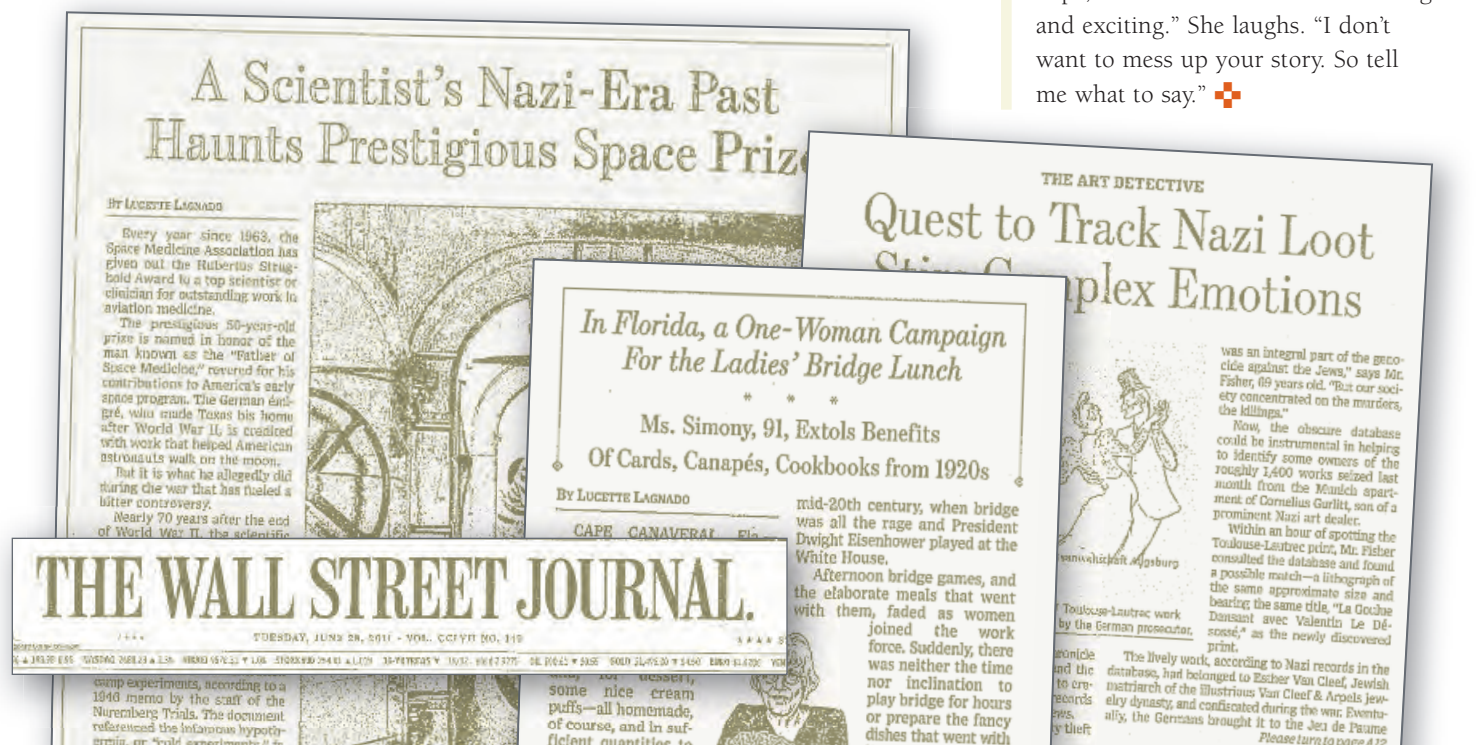 and exciting.” She laughs. “I don’t
want to mess up your story. So tell
me what to say.”
A Scientist’s Nazi-Era Past
Haunts Prestigious Space Prize
BY LUCETTE LAGNADO
Every year since 1963, the
Space Medicine Association has
given out the Hubertus Strug-
hold Award to a top scientist or
clinician for outstanding work in
aviation medicine.
The prestigious 50-year-old
prize is named in honor of the
man known as the “Father of
Space Medicine,” revered for his
contributions to America’s early
space program. The German émi-
gré, who made Texas his home
after World War II, is credited
with work that helped American
astronauts walk on the moon.
But it is what he allegedly did
during the war that has fueled a
bitter controversy.
Nearly 70 years after the end
of World War II, the scientific
THE WALL STREET JOURNAL.
TUESDAY, JUNE 28, 2011 - VOL. CCLVII NO. 149
camp experiments, according to a
1946 memo by the staff of the
Nuremberg Trials. The document
referenced the infamous hypoth-
ermia, or “cold experiments,” in
In Florida, a One-Woman Campaign
For the Ladies’ Bridge Lunch
* * *
Ms. Simony, 91, Extols Benefits
Of Cards, Canapés, Cookbooks from 1920s
BY LUCETTE LAGNADO
CAPE CANAVERAL
and, for dessert,
some nice cream
puffs—all homemade,
of course, and in suf-
ficient quantities to
mid-20th century, when bridge
was all the rage and President
Dwight Eisenhower played at the
White House.
Afternoon bridge games, and
the elaborate meals that went
with them, faded as women
joined the work
force. Suddenly, there
was neither the time
nor inclination to
play bridge for hours
or prepare the fancy
dishes that went with
THE ART DETECTIVE
Quest to Track Nazi Loot
Emotions
Toulouse-Lautrec work
by the German prosecutor.
was an integral part of the geno-
cide against the Jews,” says Mr.
Fisher, 69 years old. “But our soci-
ety concentrated on the murders,
the killings.”
Now, the obscure database
could be instrumental in helping
to identify some owners of the
roughly 1,400 works seized last
month from the Munich apart-
ment of Cornelius Gurlitt, son of a
prominent Nazi art dealer.
Within an hour of spotting the
Toulouse-Lautrec print, Mr. Fisher
consulted the database and found
a possible match—a lithograph of
the same approximate size and
bearing the same title, “La Goulue
Dansant avec Valentin Le Dé-
sossé,” as the newly discovered
print.
The lively work, according to Nazi records in the
database, had belonged to Esther Van Cleef, Jewish
matriarch of the illustrious Van Cleef & Arpels jew-
elry dynasty, and confiscated during the war. Eventu-
ally, the Germans brought it to the Jeu de Paume
Please turn to page A12